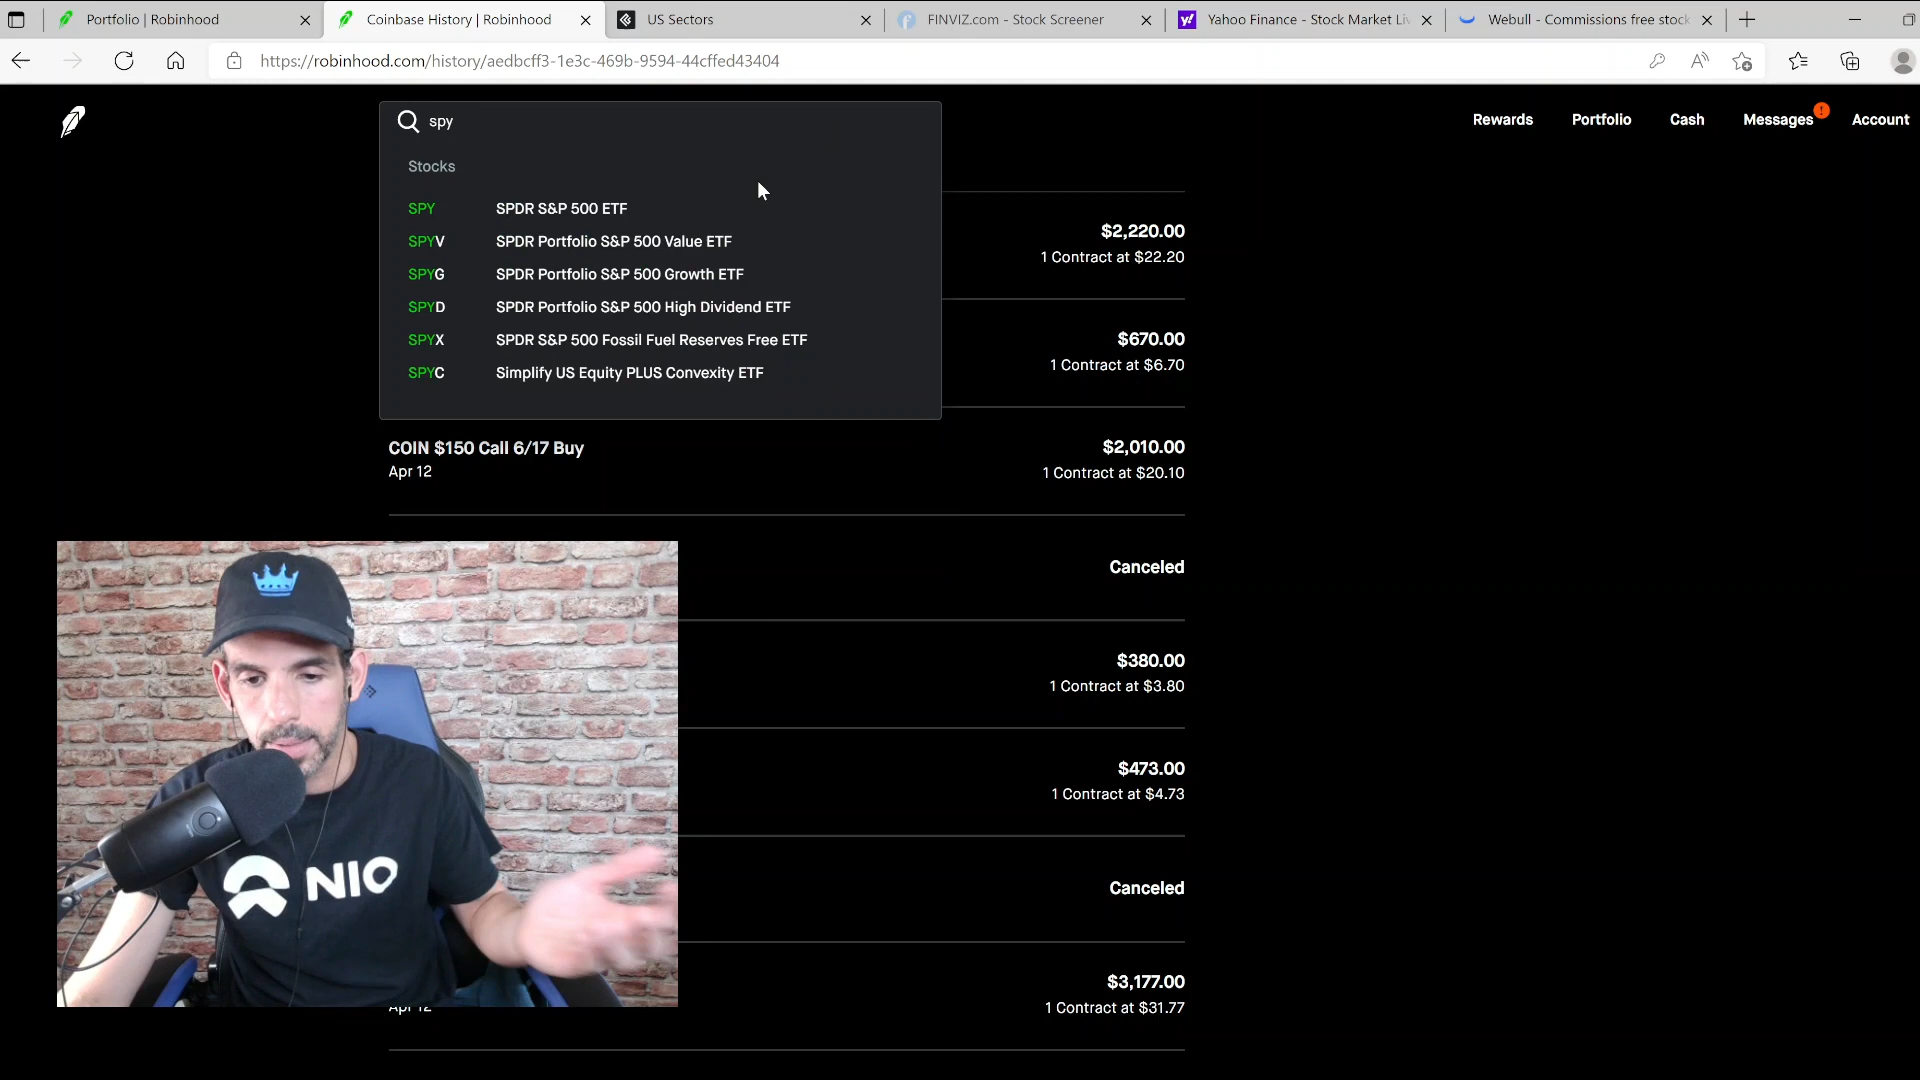 Portfolio | Robinhood
Coinbase History | Robinhood
US Sectors
FINVIZ.com - Stock Screener
Yahoo Finance - Stock Market Li
Webull - Commissions free stock
https://robinhood.com/history/aedbcff3-1e3c-469b-9594-44cffed43404
spy
Rewards
Portfolio
Cash
Messages
Account
Stocks
SPY SPDR S&P 500 ETF
SPYV SPDR Portfolio S&P 500 Value ETF
SPYG SPDR Portfolio S&P 500 Growth ETF
SPYD SPDR Portfolio S&P 500 High Dividend ETF
SPYX SPDR S&P 500 Fossil Fuel Reserves Free ETF
SPYC Simplify US Equity PLUS Convexity ETF
$2,220.00
1 Contract at $22.20
$670.00
1 Contract at $6.70
COIN $150 Call 6/17 Buy
Apr 12
$2,010.00
1 Contract at $20.10
Canceled
$380.00
1 Contract at $3.80
$473.00
1 Contract at $4.73
Canceled
$3,177.00
1 Contract at $31.77
Apr 12
NIO